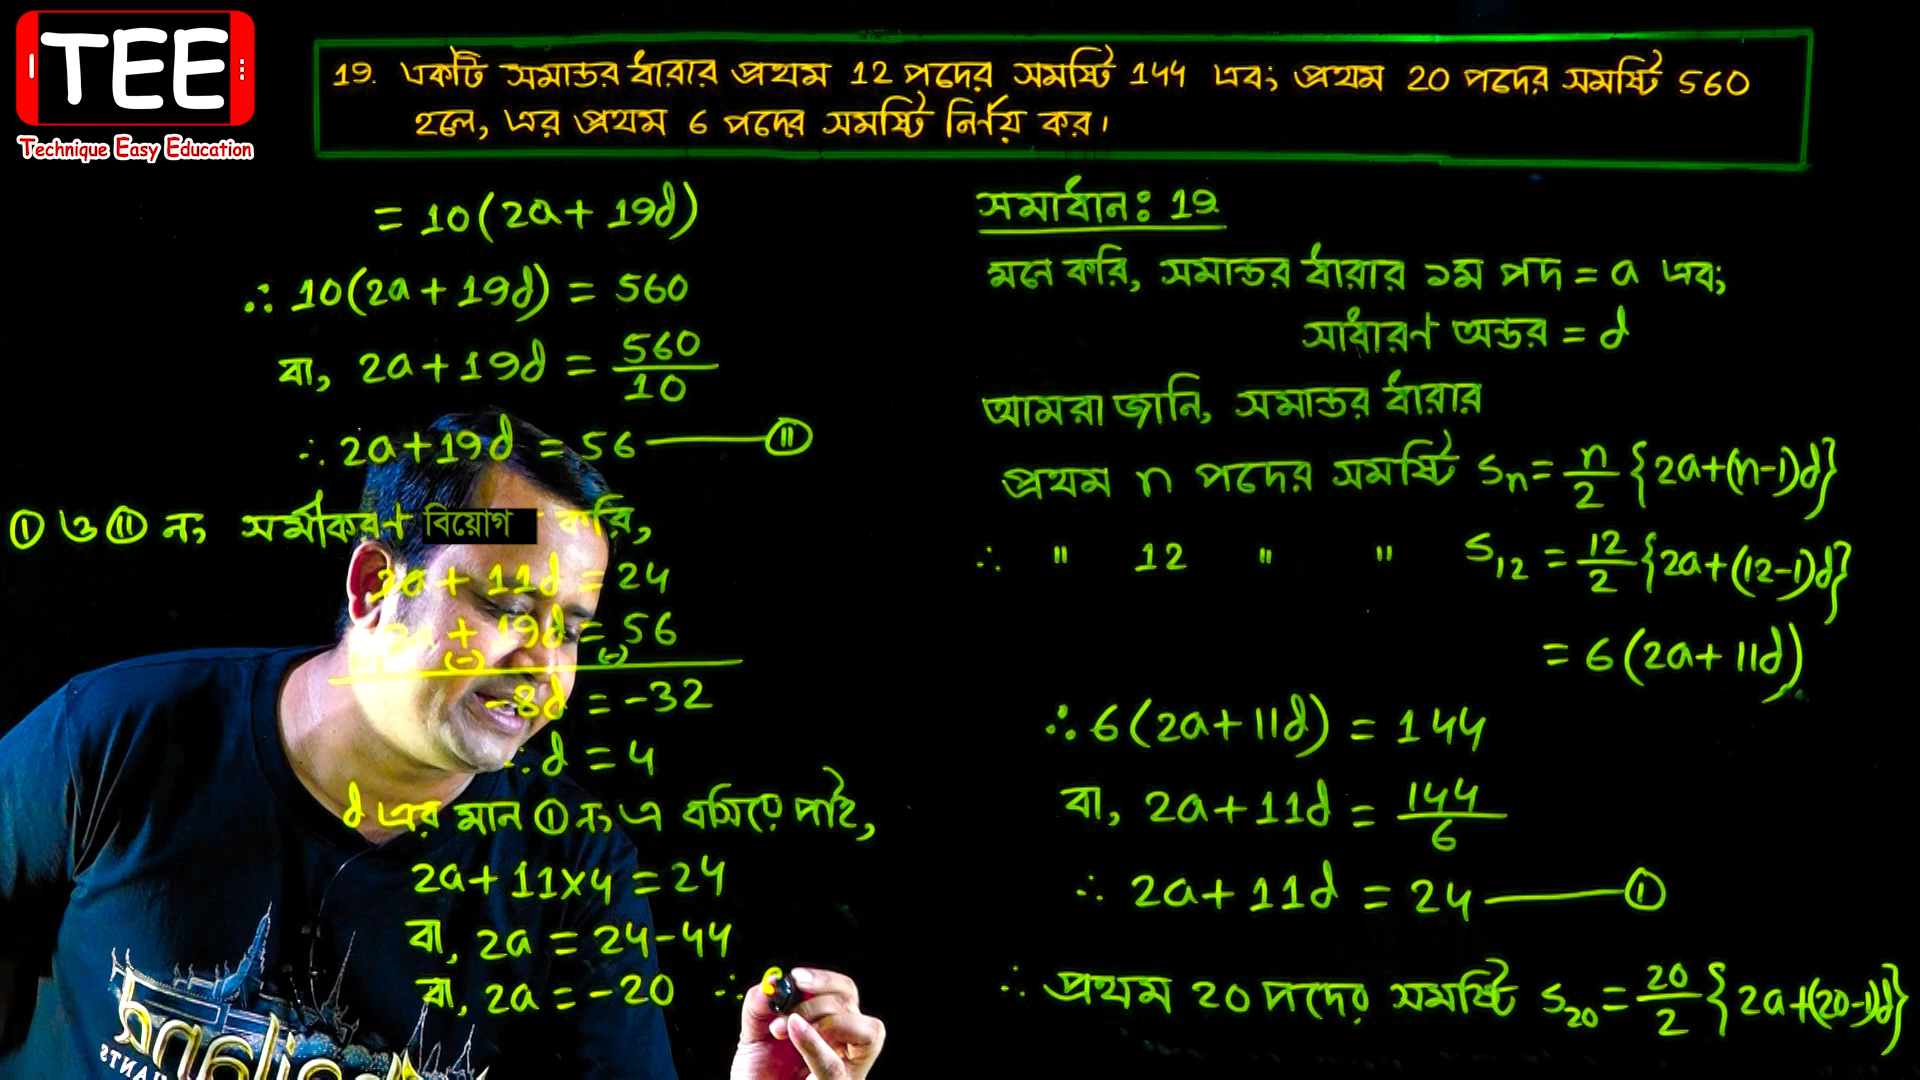 TEE
Technique Easy Education
19. একটি সমান্তর ধারার প্রথম 12 পদের সমষ্টি 144 এবং প্রথম 20 পদের সমষ্টি 560
হলে, এর প্রথম 6 পদের সমষ্টি নির্ণয় কর।
সমাধান: 19
মনে করি, সমান্তর ধারার ১ম পদ = a এবং
সাধারণ অন্তর = d
আমরা জানি, সমান্তর ধারার
প্রথম n পদের সমষ্টি Sn = n/2 {2a+(n-1)d}
∴ " 12 " " S12 = 12/2 {2a+(12-1)d}
= 6(2a+11d)
∴ 6(2a+11d) = 144
বা, 2a+11d = 144/6
∴ 2a+11d = 24 —— (I)
∴ প্রথম 20 পদের সমষ্টি S20 = 20/2 {2a+(20-1)d}
= 10(2a+19d)
∴ 10(2a+19d) = 560
বা, 2a+19d = 560/10
∴ 2a+19d = 56 —— (II)
(I) ও (II) নং সমীকরণ বিয়োগ করি,
2a + 11d = 24
2a + 19d = 56
(-) (-)
-8d = -32
∴ d = 4
d এর মান (I) নং এ বসিয়ে পাই,
2a + 11×4 = 24
বা, 2a = 24-44
বা, 2a = -20 ∴